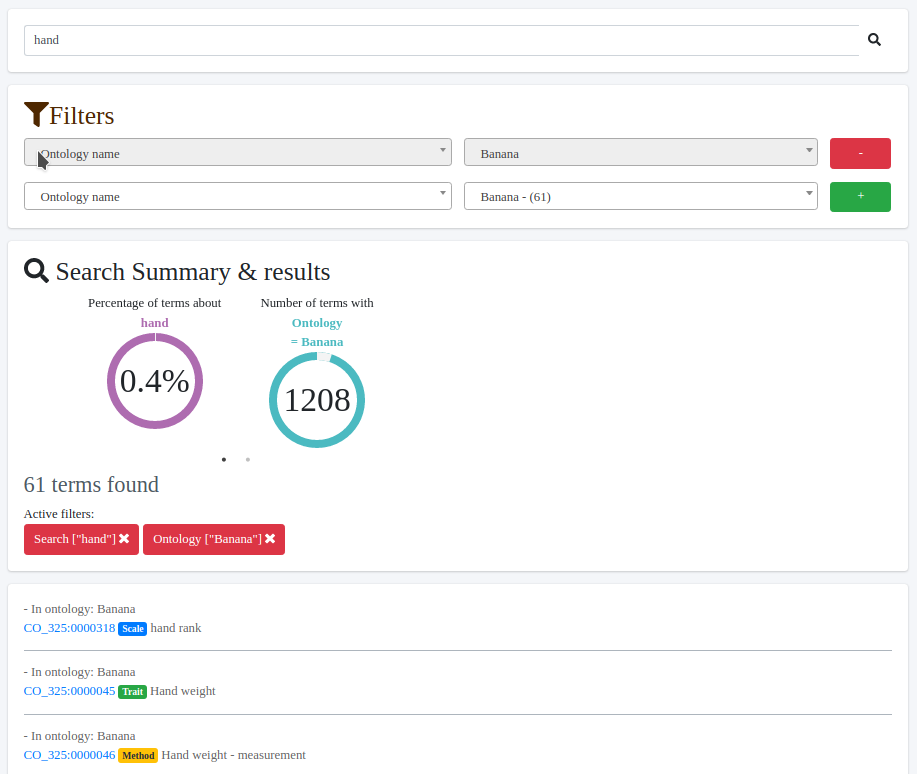 hand
Filters
Ontology name
Banana
-
Ontology name
Banana - (61)
+
Search Summary & results
Percentage of terms about
hand
0.4%
Number of terms with
Ontology
= Banana
1208
61 terms found
Active filters:
Search ["hand"] ✖
Ontology ["Banana"] ✖
- In ontology: Banana
CO_325:0000318 Scale hand rank
- In ontology: Banana
CO_325:0000045 Trait Hand weight
- In ontology: Banana
CO_325:0000046 Method Hand weight - measurement